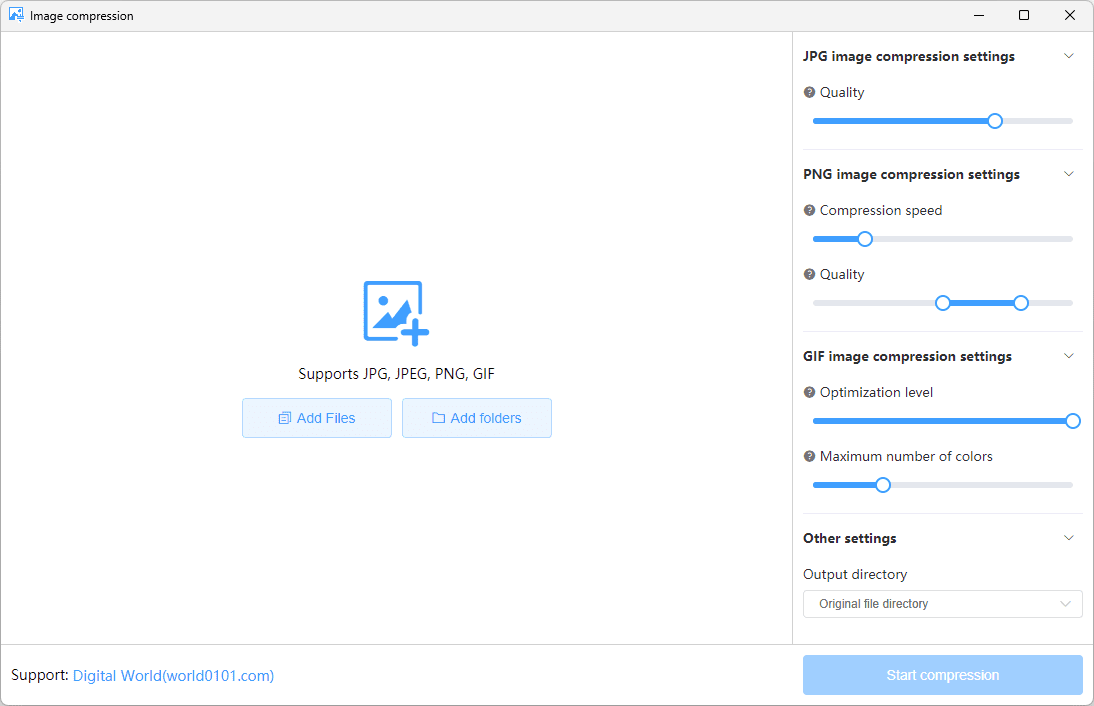 Image compression
Supports JPG, JPEG, PNG, GIF
Add Files
Add folders
JPG image compression settings
Quality
PNG image compression settings
Compression speed
Quality
GIF image compression settings
Optimization level
Maximum number of colors
Other settings
Output directory
Original file directory
Support: Digital World(world0101.com)
Start compression